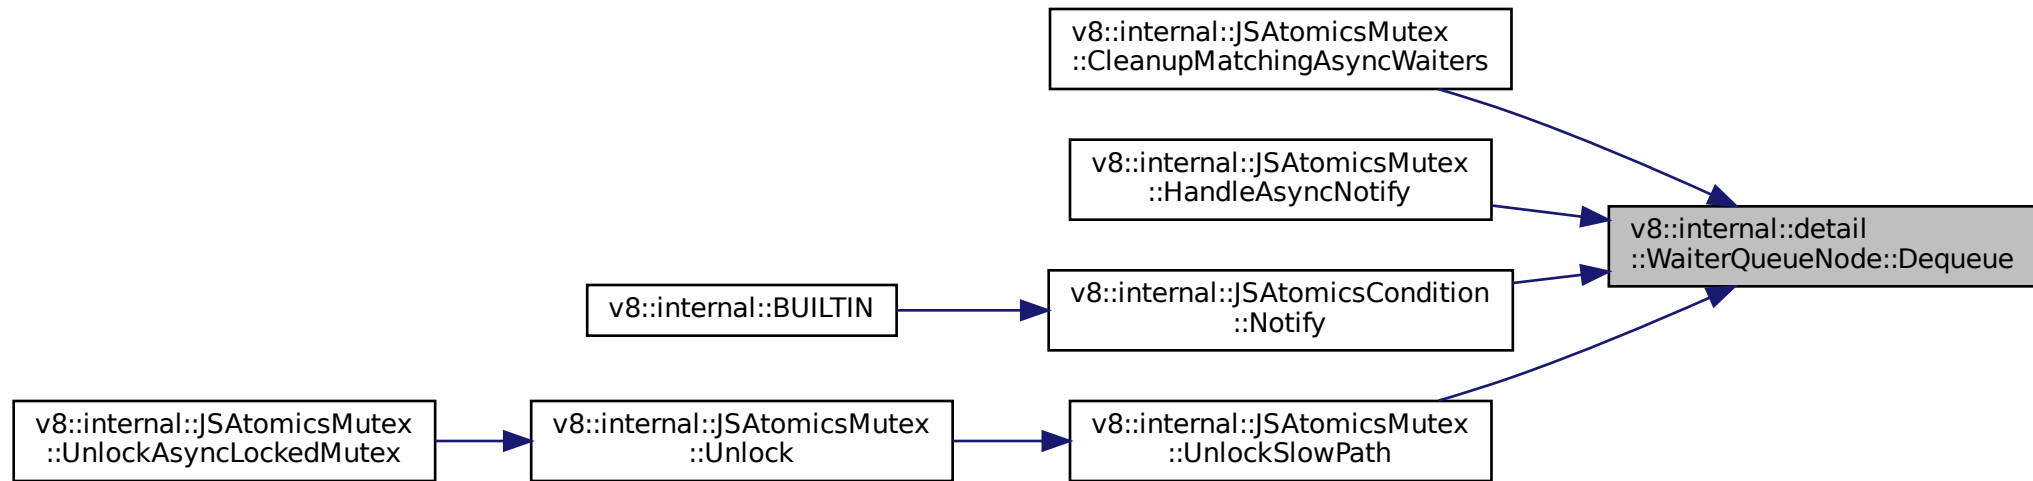 v8::internal::JSAtomicsMutex
::CleanupMatchingAsyncWaiters
v8::internal::JSAtomicsMutex
::HandleAsyncNotify
v8::internal::detail
::WaiterQueueNode::Dequeue
v8::internal::BUILTIN
v8::internal::JSAtomicsCondition
::Notify
v8::internal::JSAtomicsMutex
::UnlockAsyncLockedMutex
v8::internal::JSAtomicsMutex
::Unlock
v8::internal::JSAtomicsMutex
::UnlockSlowPath